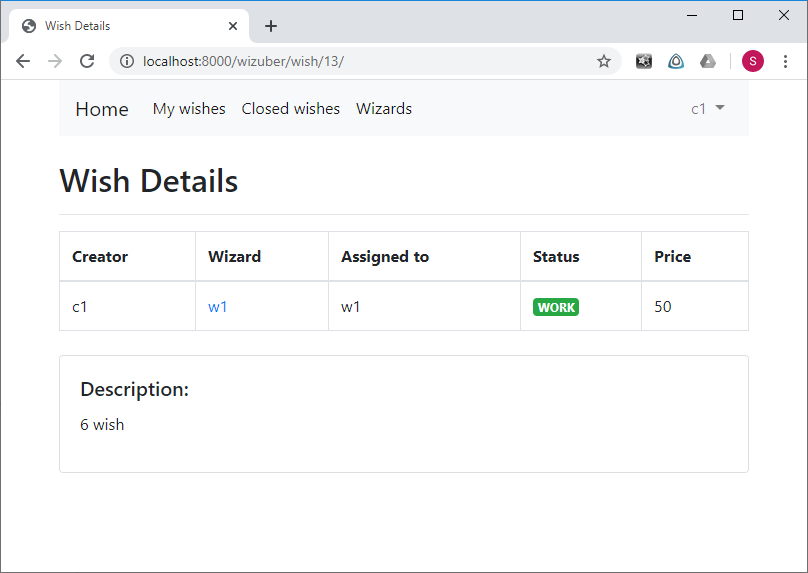 Wish Details
localhost:8000/wizuber/wish/13/
S
Home My wishes Closed wishes Wizards c1
Wish Details
Creator Wizard Assigned to Status Price
c1 w1 w1 WORK 50
Description:
6 wish